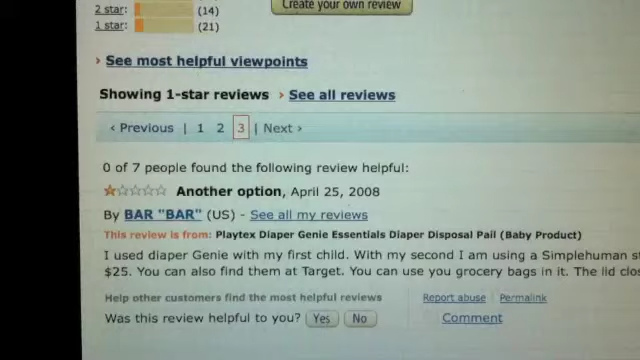 2 star: (14)
Create your own review
1 star: (21)
› See most helpful viewpoints
Showing 1-star reviews › See all reviews
‹ Previous | 1 2 3 | Next ›
0 of 7 people found the following review helpful:
Another option, April 25, 2008
By BAR "BAR" (US) - See all my reviews
This review is from: Playtex Diaper Genie Essentials Diaper Disposal Pail (Baby Product)
I used diaper Genie with my first child. With my second I am using a Simplehuman
$25. You can also find them at Target. You can use you grocery bags in it. The lid
Help other customers find the most helpful reviews Report abuse | Permalink
Was this review helpful to you? Yes No Comment